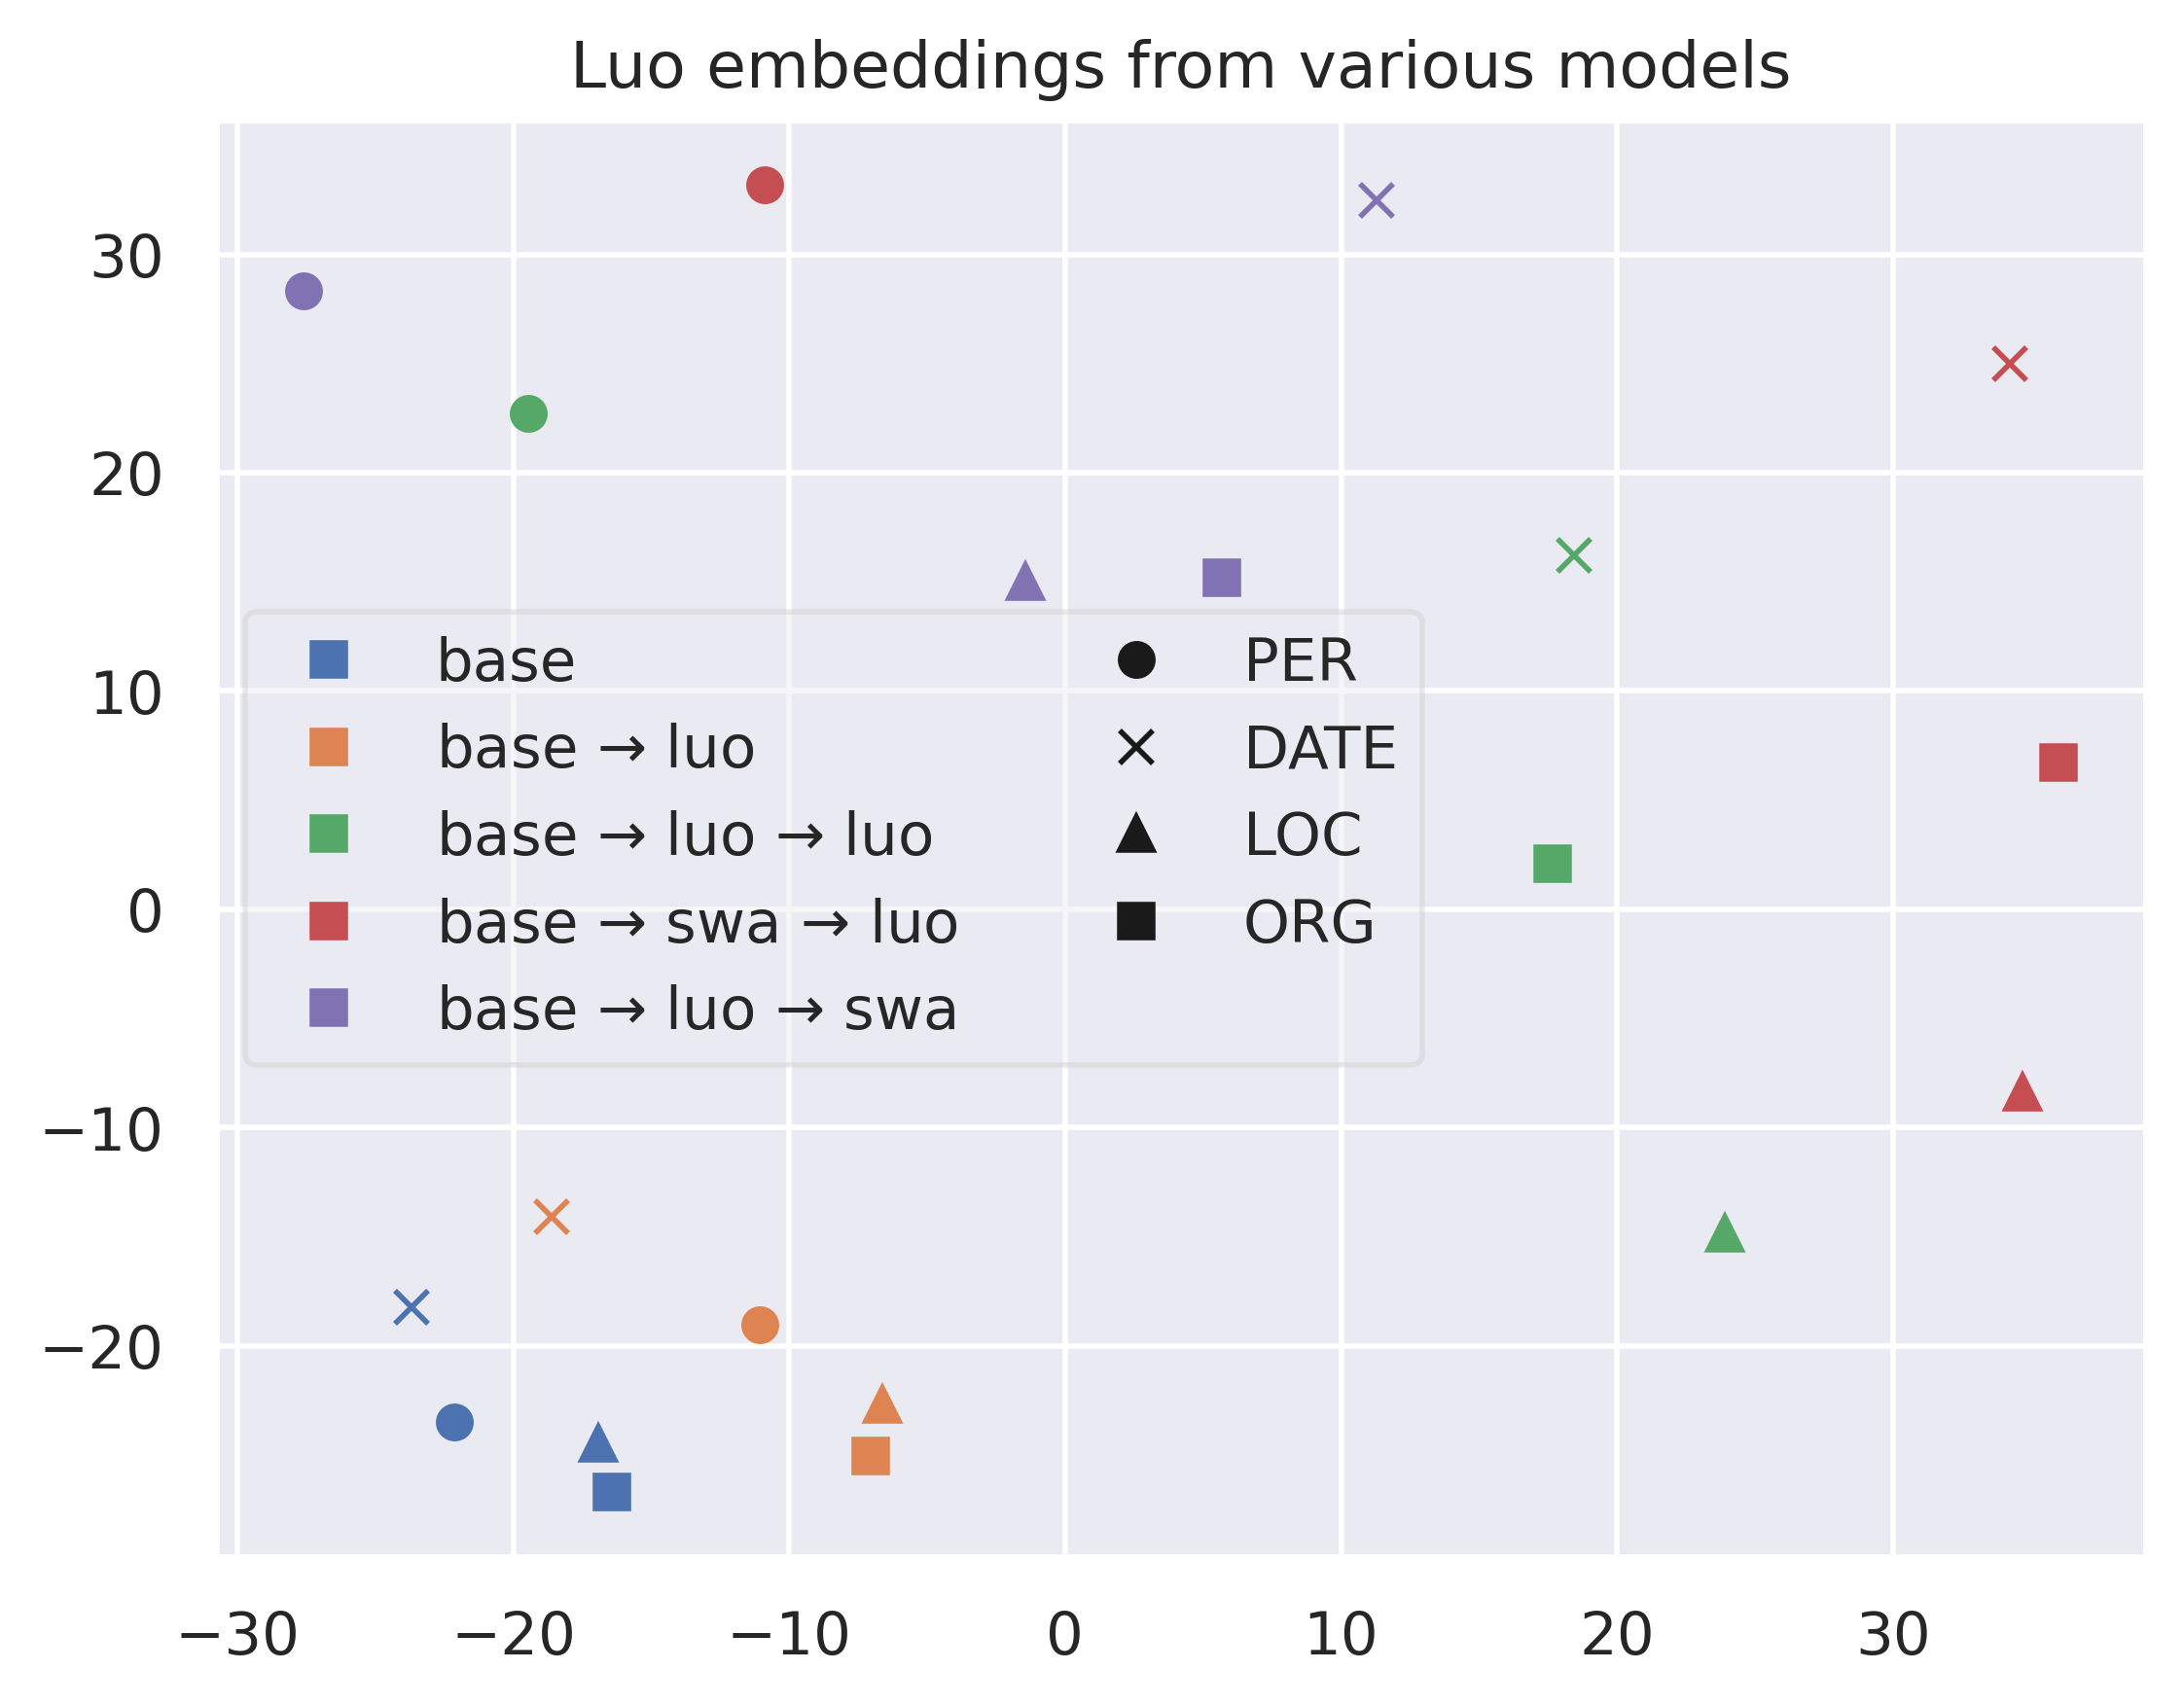 Luo embeddings from various models
30
20
10
0
−10
−20
base
base → luo
base → luo → luo
base → swa → luo
base → luo → swa
PER
DATE
LOC
ORG
−30 −20 −10 0 10 20 30